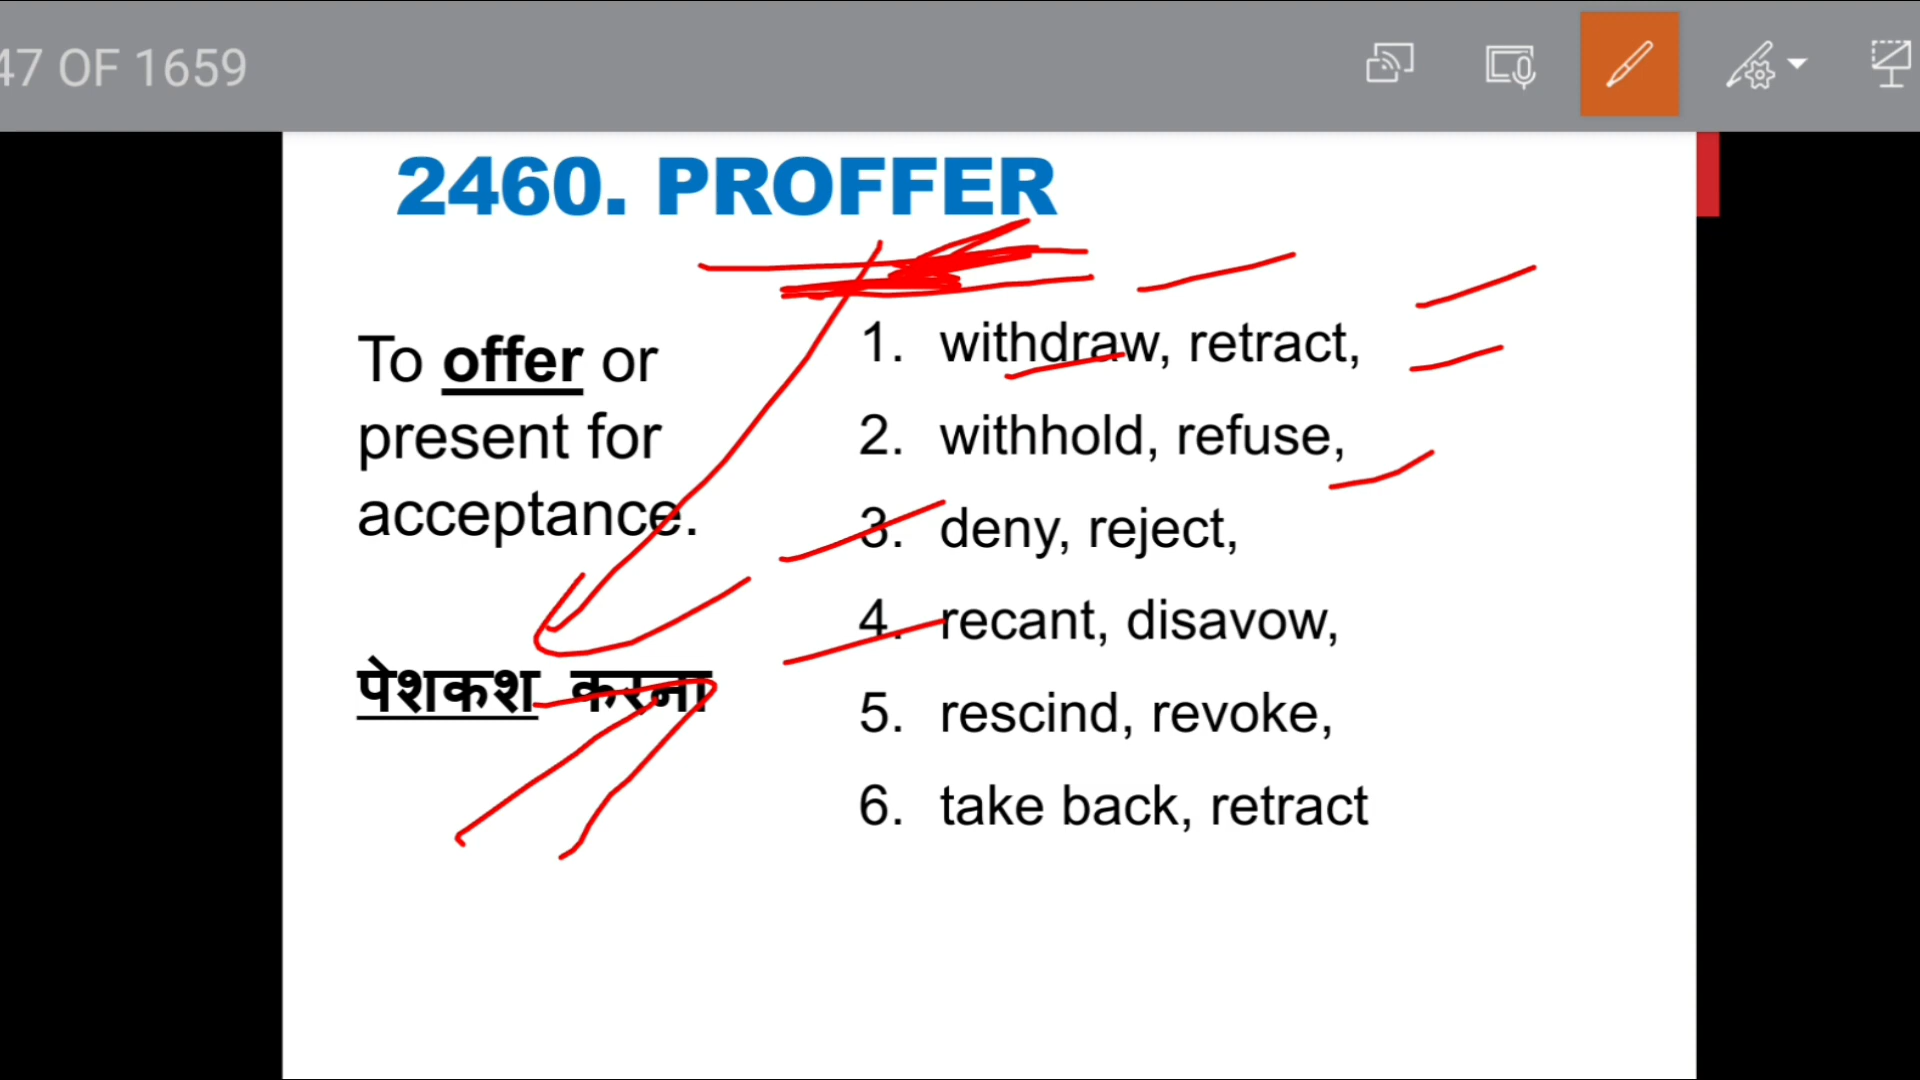 47 OF 1659
2460. PROFFER
To offer or
present for
acceptance.
पेशकश करना
1. withdraw, retract,
2. withhold, refuse,
3. deny, reject,
4. recant, disavow,
5. rescind, revoke,
6. take back, retract